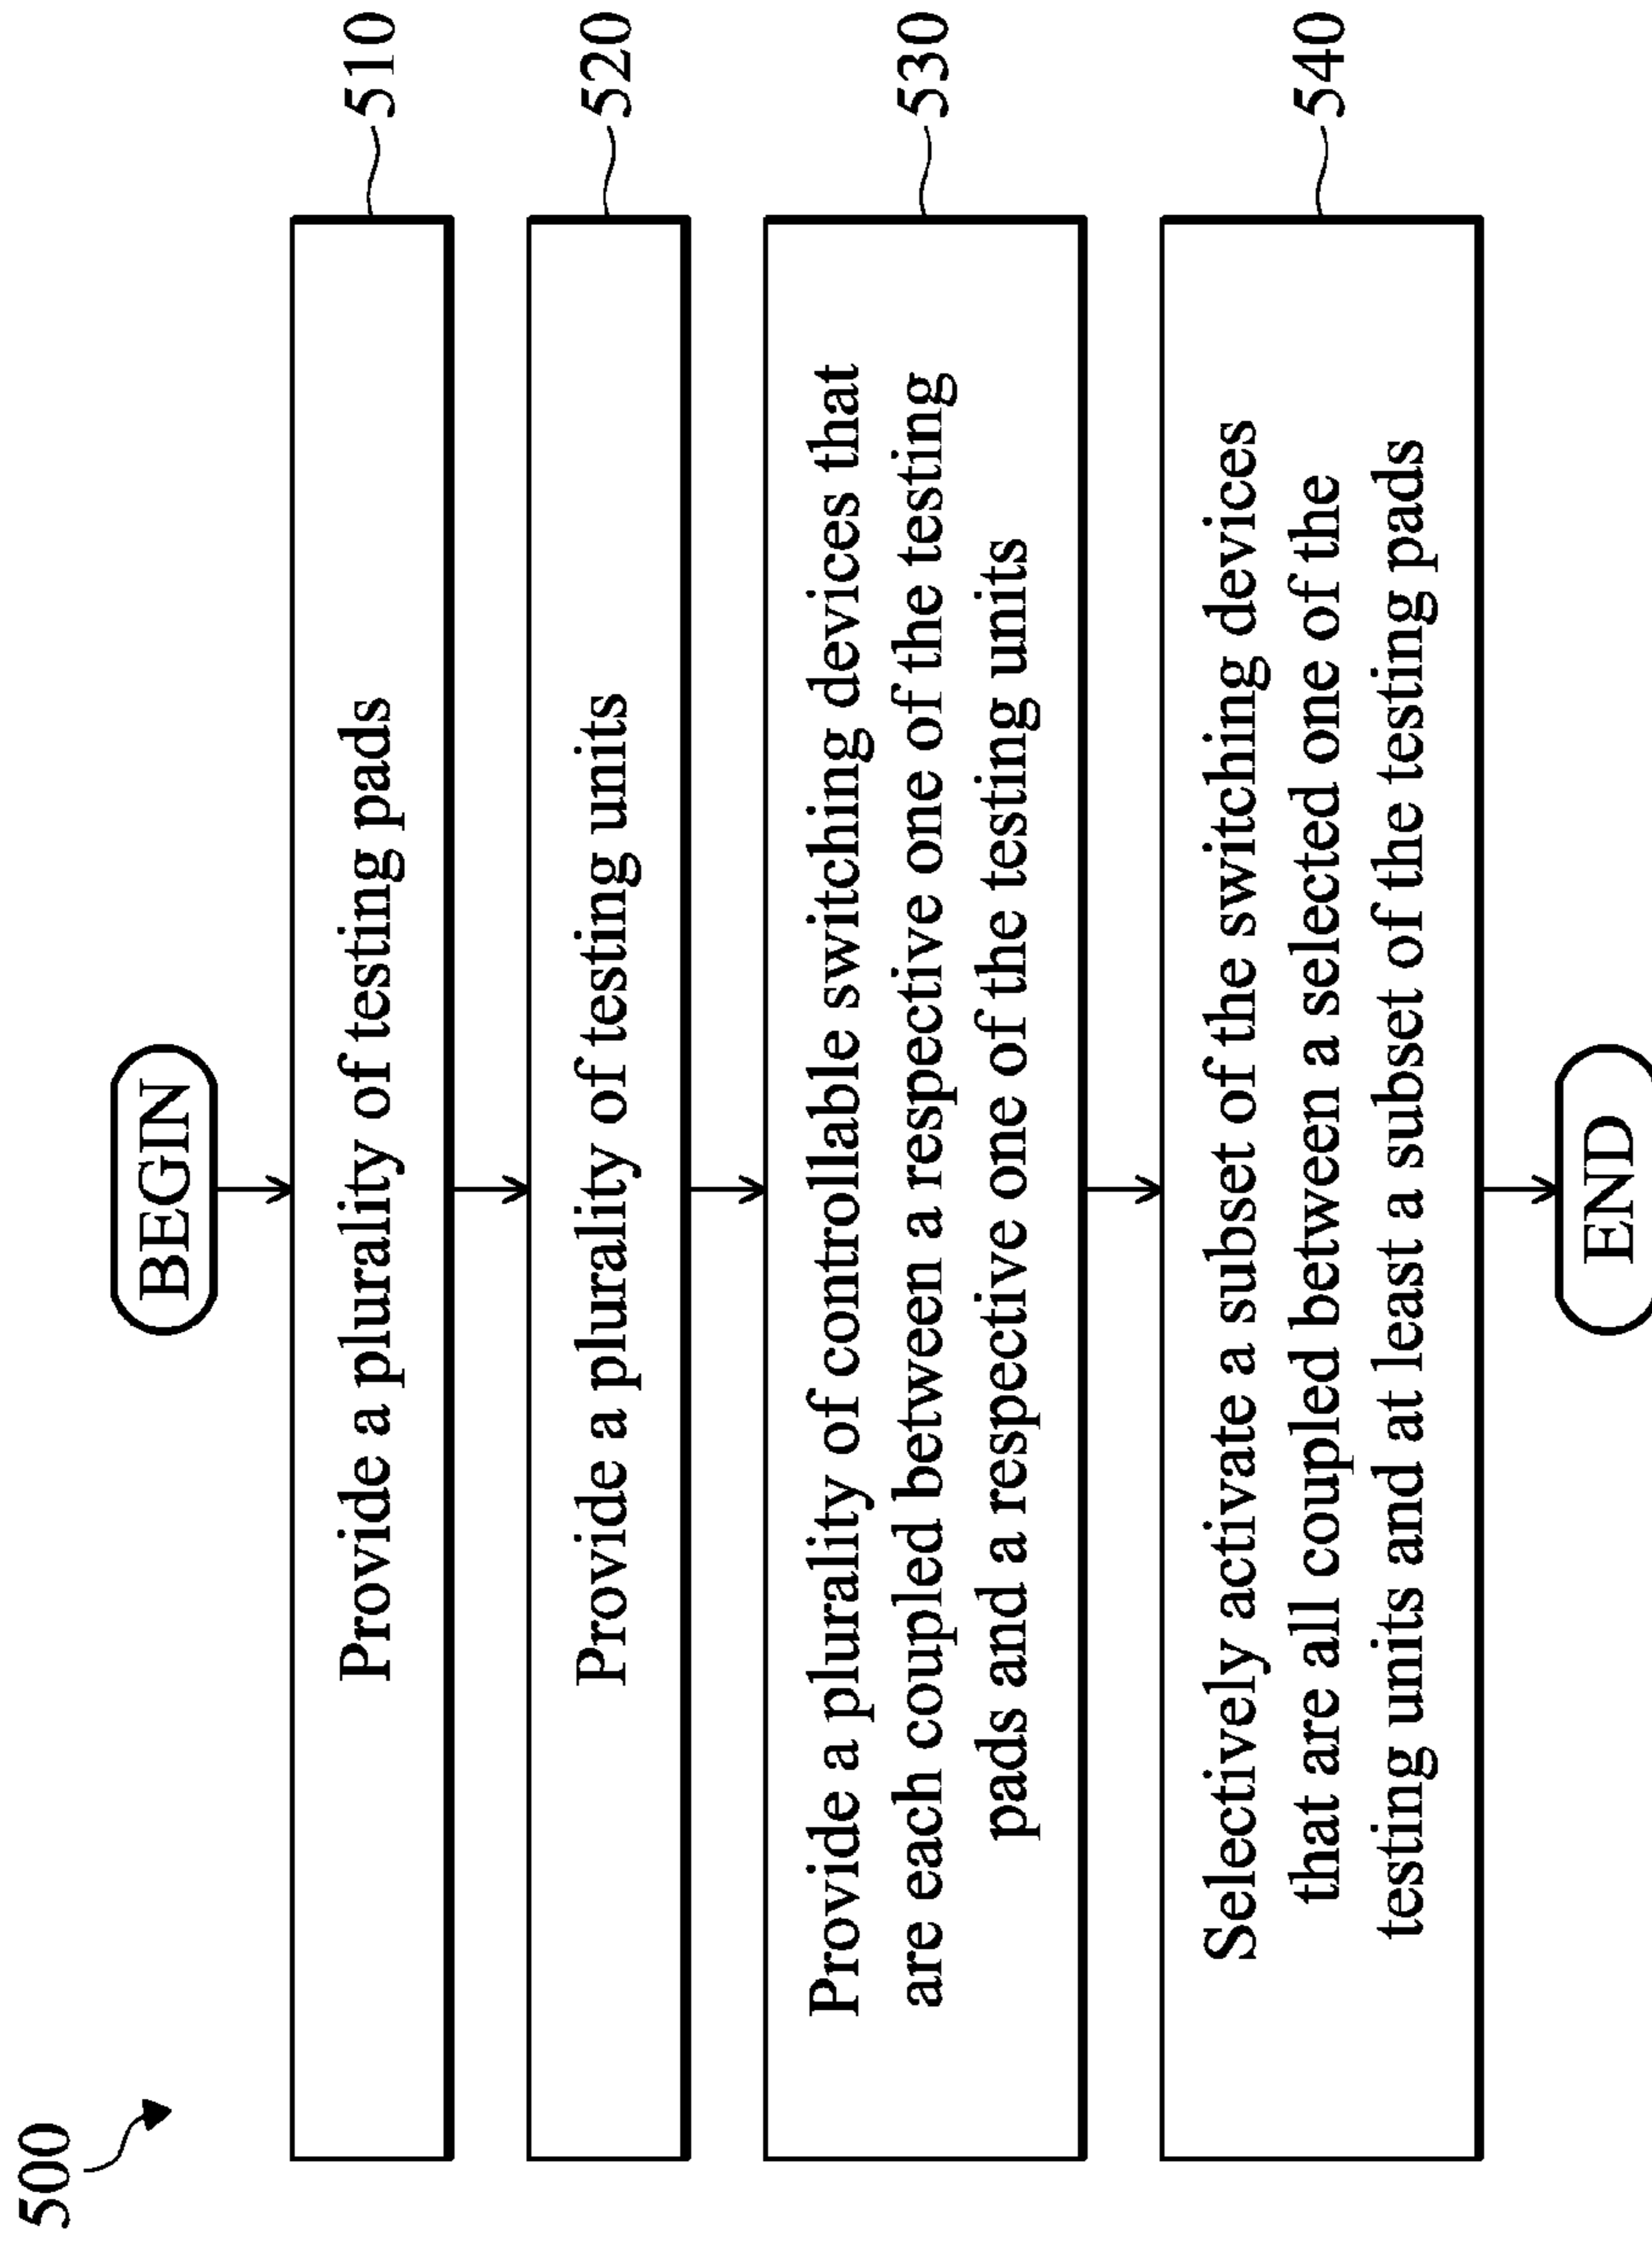 500
BEGIN
Provide a plurality of testing pads
510
Provide a plurality of testing units
520
Provide a plurality of controllable switching devices that
are each coupled between a respective one of the testing
pads and a respective one of the testing units
530
Selectively activate a subset of the switching devices
that are all coupled between a selected one of the
testing units and at least a subset of the testing pads
540
END